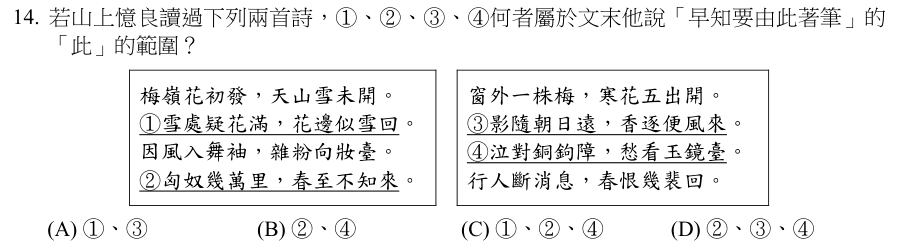 14. 若山上憶良讀過下列兩首詩，①、②、③、④何者屬於文末他說「早知要由此著筆」的
「此」的範圍？
梅嶺花初發，天山雪未開。
①雪處疑花滿，花邊似雪回。
因風入舞袖，雜粉向妝臺。
②匈奴幾萬里，春至不知來。
窗外一株梅，寒花五出開。
③影隨朝日遠，香逐便風來。
④泣對銅鉤障，愁看玉鏡臺。
行人斷消息，春恨幾裴回。
(A) ①、③ (B) ②、④ (C) ①、②、④ (D) ②、③、④